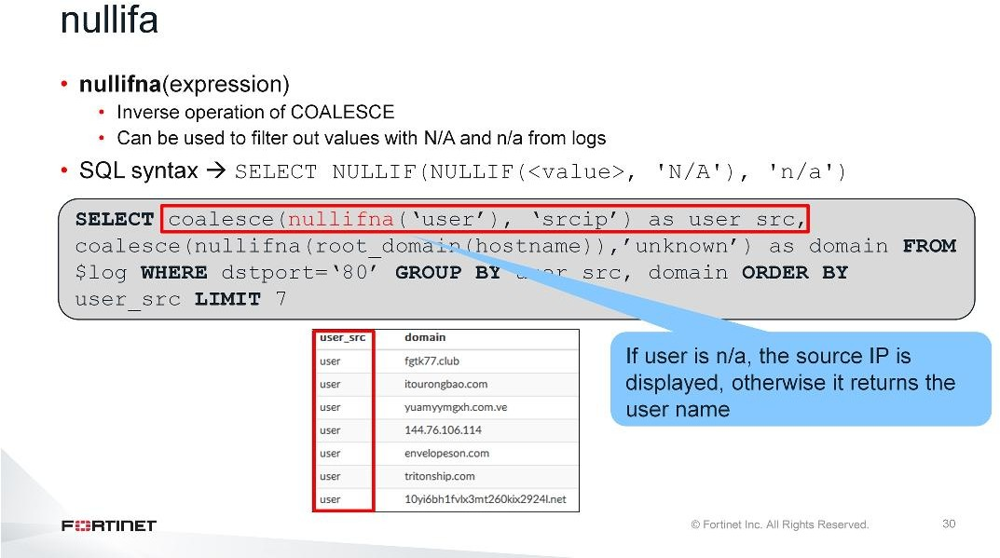 nullifa
• nullifna(expression)
• Inverse operation of COALESCE
• Can be used to filter out values with N/A and n/a from logs
• SQL syntax → SELECT NULLIF(NULLIF(<value>, 'N/A'), 'n/a')
SELECT coalesce(nullifna(‘user’), ‘srcip’) as user_src,
coalesce(nullifna(root_domain(hostname)),’unknown’) as domain FROM
$log WHERE dstport=‘80’ GROUP BY user_src, domain ORDER BY
user_src LIMIT 7
user_src domain
user fgtk77.club
user itourongbao.com
user yuamyymgxh.com.ve
user 144.76.106.114
user envelopeson.com
user tritonship.com
user 10yi6bh1fvlx3mt260kix2924l.net
If user is n/a, the source IP is
displayed, otherwise it returns the
user name
FORTINET
© Fortinet Inc. All Rights Reserved.
30